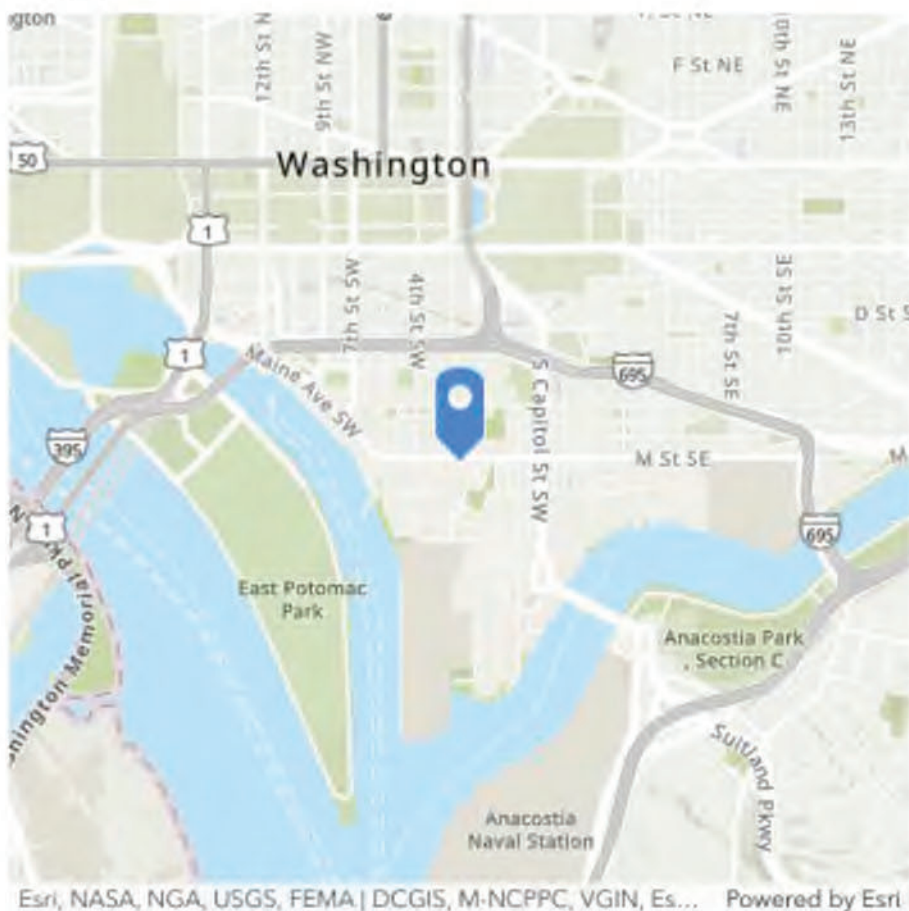 ngton
12th St N
9th St NW
F St NE
10th St NE
13th St NE
50
Washington
1
7th St SW
4th St SW
7th St SE
10th St SE
D St S
1
Maine Ave SW
S Capitol St SW
695
395
M St SE
M
1
695
East Potomac
Park
Anacostia Park
, Section C
shington Memorial Pkwy N
Suitland Pkwy
Anacostia
Naval Station
Esri, NASA, NGA, USGS, FEMA | DCGIS, M-NCPPC, VGIN, Es...
Powered by Esri